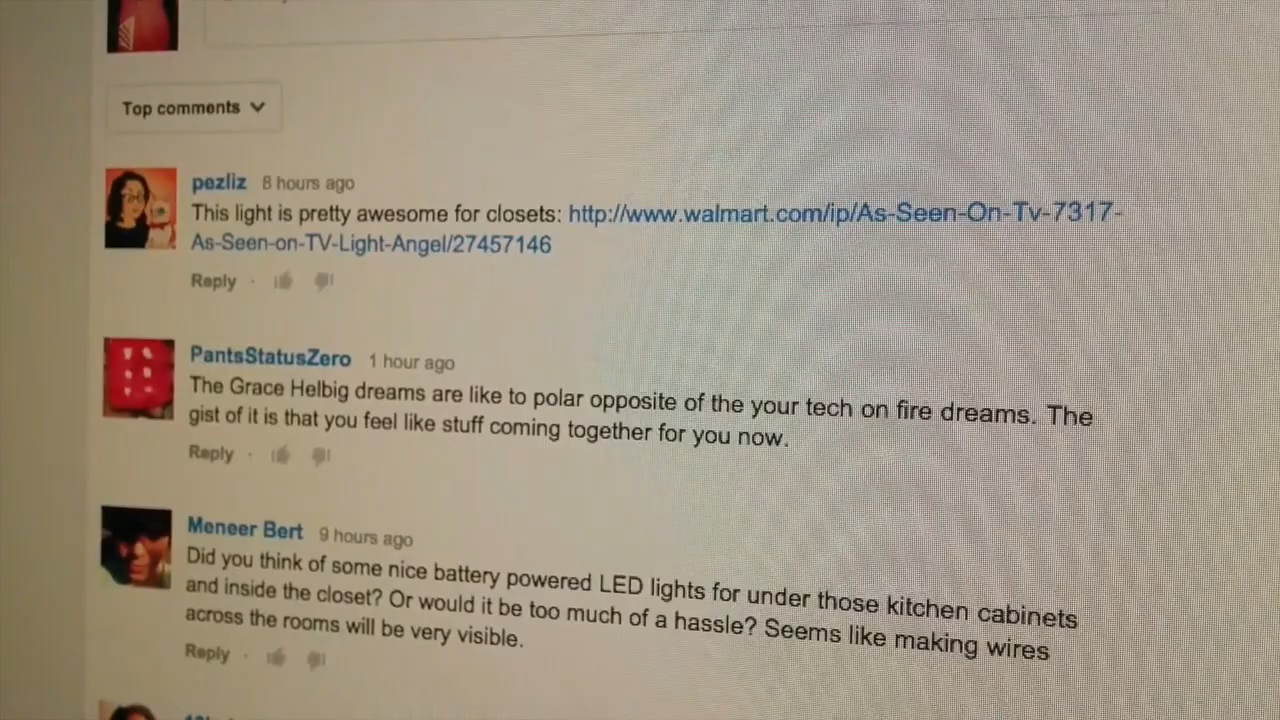 Top comments
pezliz 8 hours ago
This light is pretty awesome for closets: http://www.walmart.com/ip/As-Seen-On-Tv-7317-
As-Seen-on-TV-Light-Angel/27457146
Reply ·
PantsStatusZero 1 hour ago
The Grace Helbig dreams are like to polar opposite of the your tech on fire dreams. The
gist of it is that you feel like stuff coming together for you now.
Reply ·
Meneer Bert 9 hours ago
Did you think of some nice battery powered LED lights for under those kitchen cabinets
and inside the closet? Or would it be too much of a hassle? Seems like making wires
across the rooms will be very visible.
Reply ·